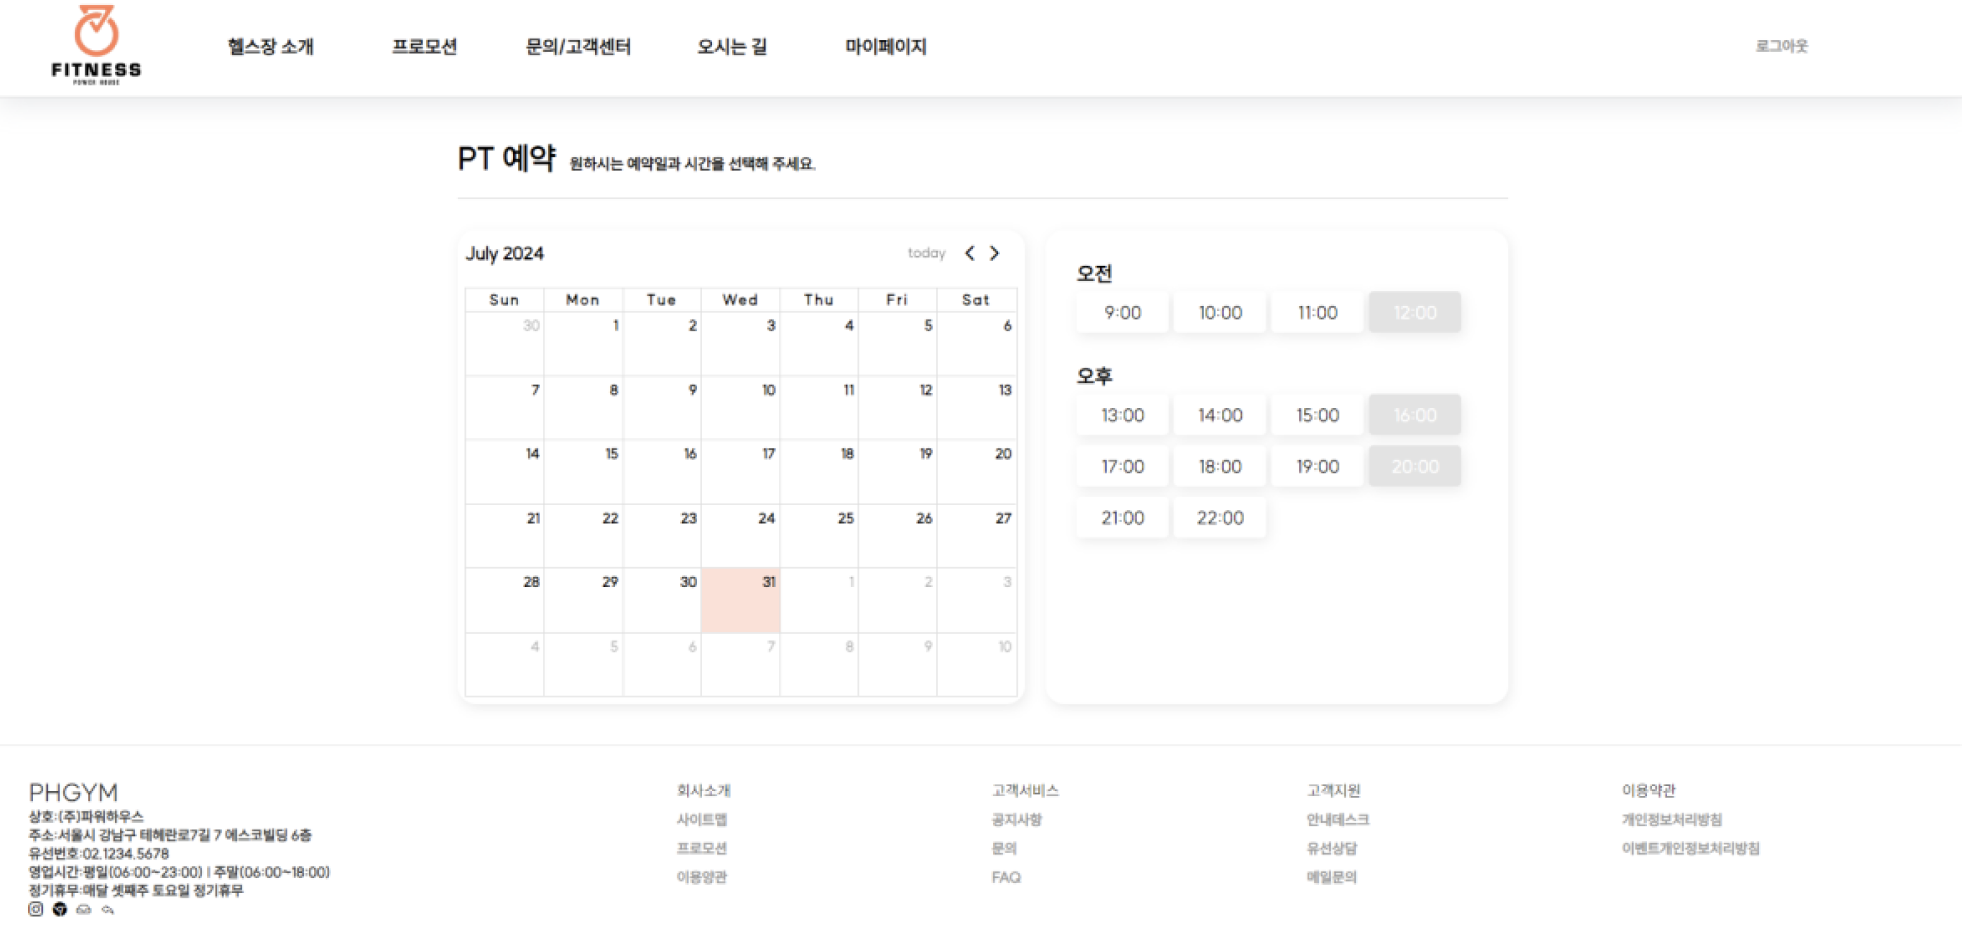 FITNESS
POWER HOUSE
헬스장 소개 프로모션 문의/고객센터 오시는 길 마이페이지 로그아웃
PT 예약 원하시는 예약일과 시간을 선택해 주세요.
July 2024 today
Sun Mon Tue Wed Thu Fri Sat
30 1 2 3 4 5 6
7 8 9 10 11 12 13
14 15 16 17 18 19 20
21 22 23 24 25 26 27
28 29 30 31 1 2 3
4 5 6 7 8 9 10
오전
9:00 10:00 11:00 12:00
오후
13:00 14:00 15:00 16:00
17:00 18:00 19:00 20:00
21:00 22:00
PHGYM
상호:(주)파워하우스
주소:서울시 강남구 테헤란로7길 7 에스코빌딩 6층
유선번호:02.1234.5678
영업시간:평일(06:00~23:00) | 주말(06:00~18:00)
정기휴무:매달 셋째주 토요일 정기휴무
회사소개
사이트맵
프로모션
이용양관
고객서비스
공지사항
문의
FAQ
고객지원
안내데스크
유선상담
메일문의
이용약관
개인정보처리방침
이벤트개인정보처리방침